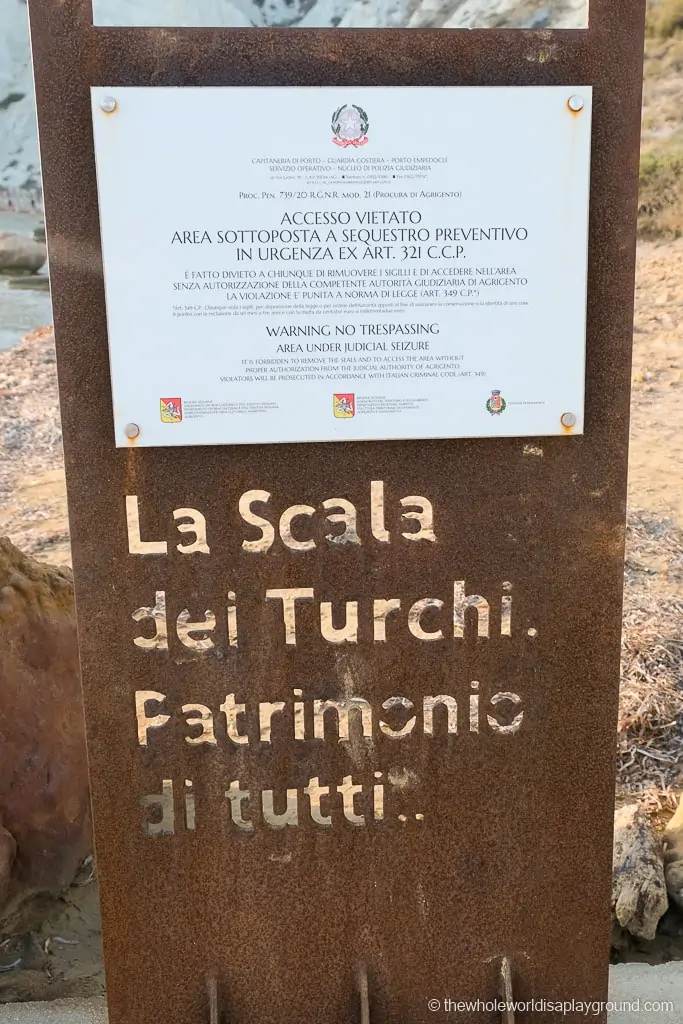 CAPITANERIA DI PORTO - GUARDIA COSTIERA - PORTO EMPEDOCLE
SERVIZIO OPERATIVO - NUCLEO DI POLIZIA GIUDIZIARIA
PROC. PEN. 739/20 R.G.N.R. MOD. 21 (PROCURA DI AGRIGENTO)
ACCESSO VIETATO
AREA SOTTOPOSTA A SEQUESTRO PREVENTIVO
IN URGENZA EX ART. 321 C.C.P.
È FATTO DIVIETO A CHIUNQUE DI RIMUOVERE I SIGILLI E DI ACCEDERE NELL'AREA
SENZA AUTORIZZAZIONE DELLA COMPETENTE AUTORITÀ GIUDIZIARIA DI AGRIGENTO
LA VIOLAZIONE E' PUNITA A NORMA DI LEGGE (ART. 349 C.P.*)
WARNING NO TRESPASSING
AREA UNDER JUDICIAL SEIZURE
IT IS FORBIDDEN TO REMOVE THE SEALS AND TO ACCESS THE AREA WITHOUT
PROPER AUTHORIZATION FROM THE JUDICIAL AUTHORITY OF AGRIGENTO.
VIOLATORS WILL BE PROSECUTED IN ACCORDANCE WITH ITALIAN CRIMINAL CODE (ART. 349)
REGIONE SICILIANA
REGIONE SICILIANA
La Scala
dei Turchi.
Patrimonio
di tutti..
© thewholeworldisaplayground.com